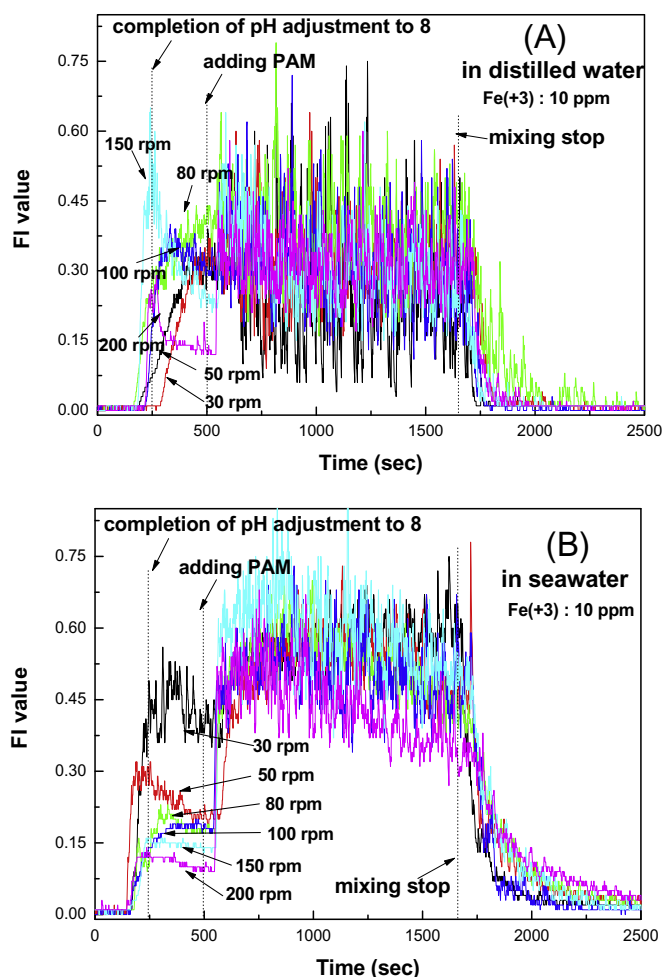 completion of pH adjustment to 8
(A)
adding PAM
in distilled water
Fe(+3) : 10 ppm
mixing stop
150 rpm
80 rpm
100 rpm
200 rpm
50 rpm
30 rpm
FI value
0.75
0.60
0.45
0.30
0.15
0.00
0 500 1000 1500 2000 2500
Time (sec)
completion of pH adjustment to 8
(B)
adding PAM
in seawater
Fe(+3) : 10 ppm
30 rpm
50 rpm
80 rpm
100 rpm
150 rpm
200 rpm
mixing stop
FI value
0.75
0.60
0.45
0.30
0.15
0.00
0 500 1000 1500 2000 2500
Time (sec)